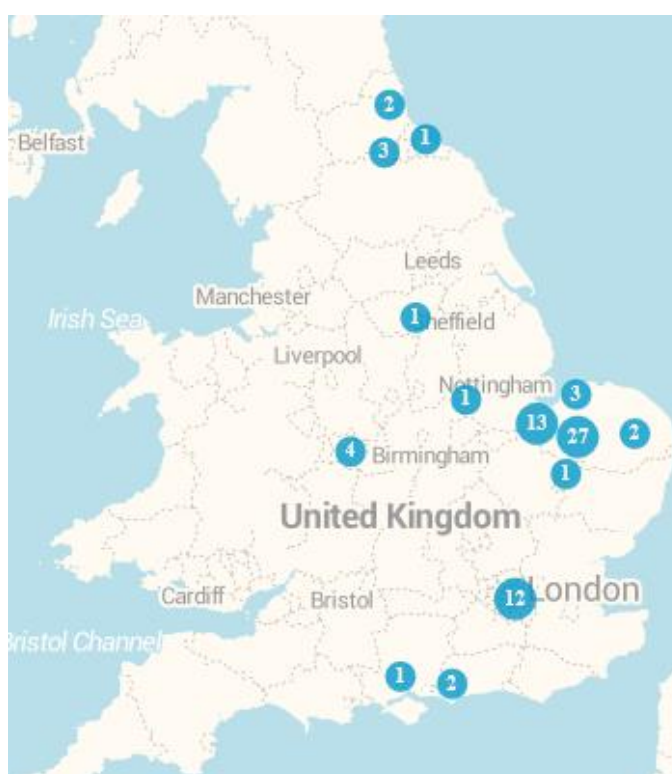 2
1
Belfast
3
Leeds
Manchester
Irish Sea
1
Sheffield
Liverpool
Nottingham
3
1
13
27
2
4
Birmingham
1
United Kingdom
Cardiff
Bristol
12
London
Bristol Channel
1
2